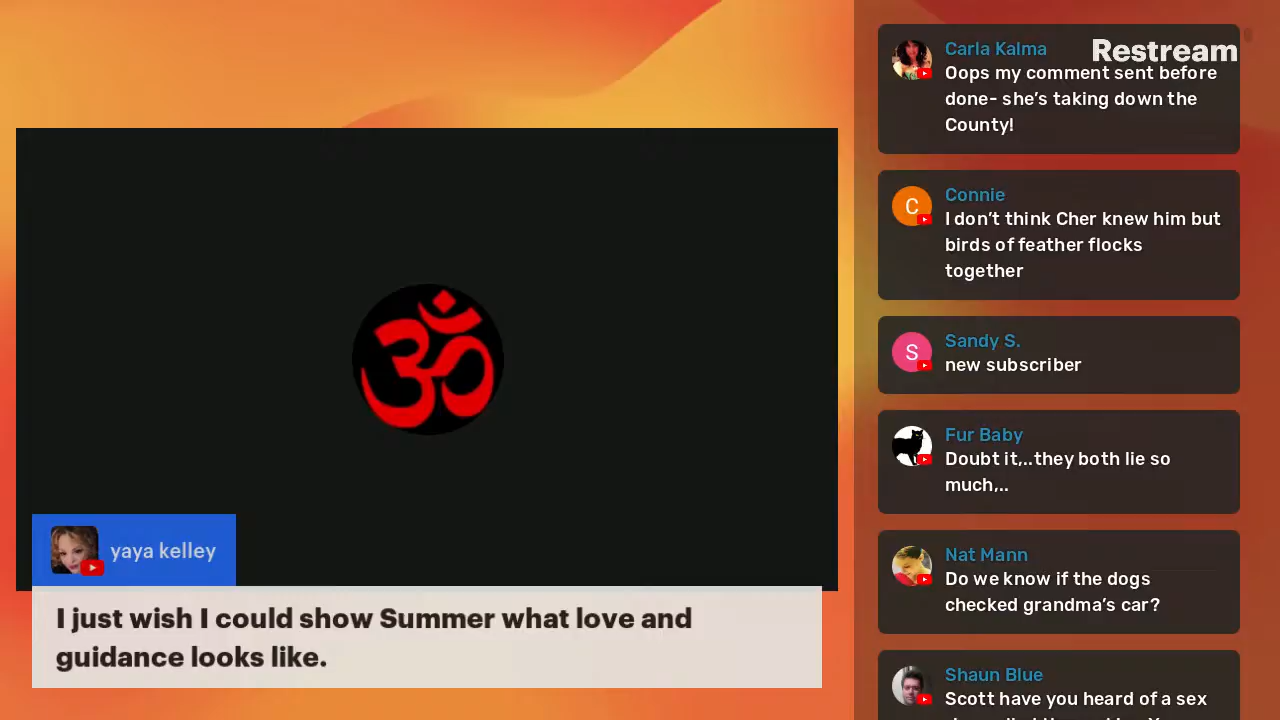 Restream
Carla Kalma
Oops my comment sent before
done- she's taking down the
County!
C
Connie
I don't think Cher knew him but
birds of feather flocks
together
S
Sandy S.
new subscriber
Fur Baby
Doubt it,..they both lie so
much,..
Nat Mann
Do we know if the dogs
checked grandma's car?
Shaun Blue
Scott have you heard of a sex
ॐ
yaya kelley
I just wish I could show Summer what love and
guidance looks like.